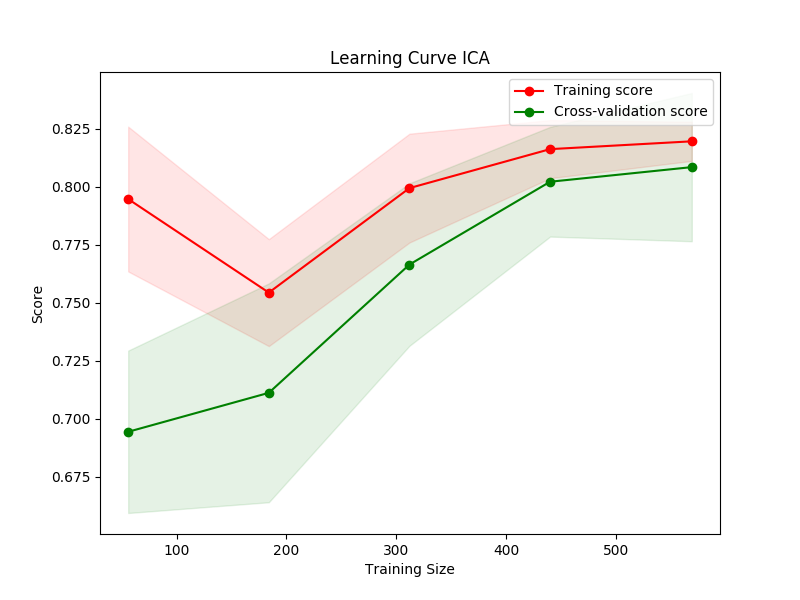 Learning Curve ICA
Training score
Cross-validation score
0.825
0.800
0.775
0.750
0.725
0.700
0.675
Score
100 200 300 400 500
Training Size